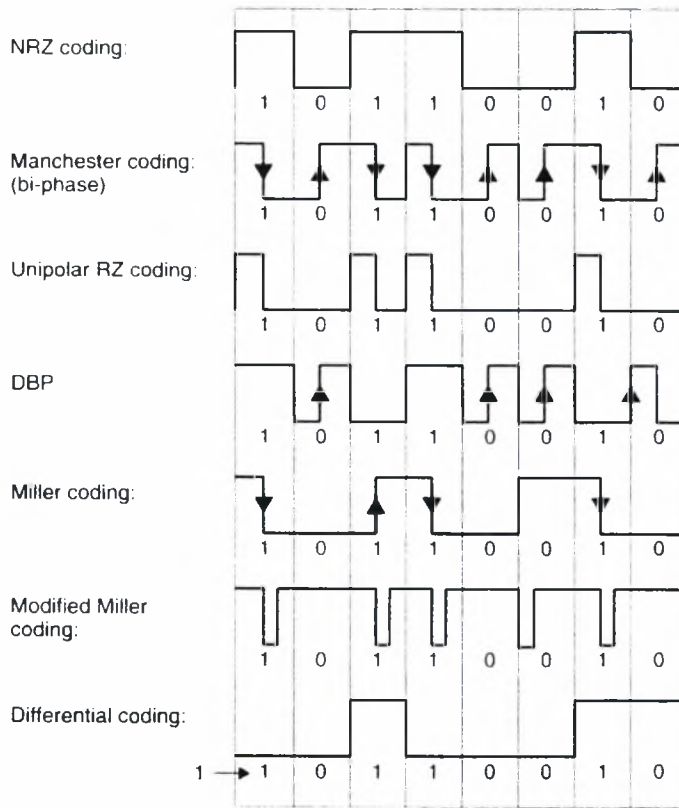 NRZ coding:
1 0 1 1 0 0 1 0
Manchester coding:
(bi-phase)
1 0 1 1 0 0 1 0
Unipolar RZ coding:
1 0 1 1 0 0 1 0
DBP
1 0 1 1 0 0 1 0
Miller coding:
1 0 1 1 0 0 1 0
Modified Miller
coding:
1 0 1 1 0 0 1 0
Differential coding:
1 1 0 1 1 0 0 1 0